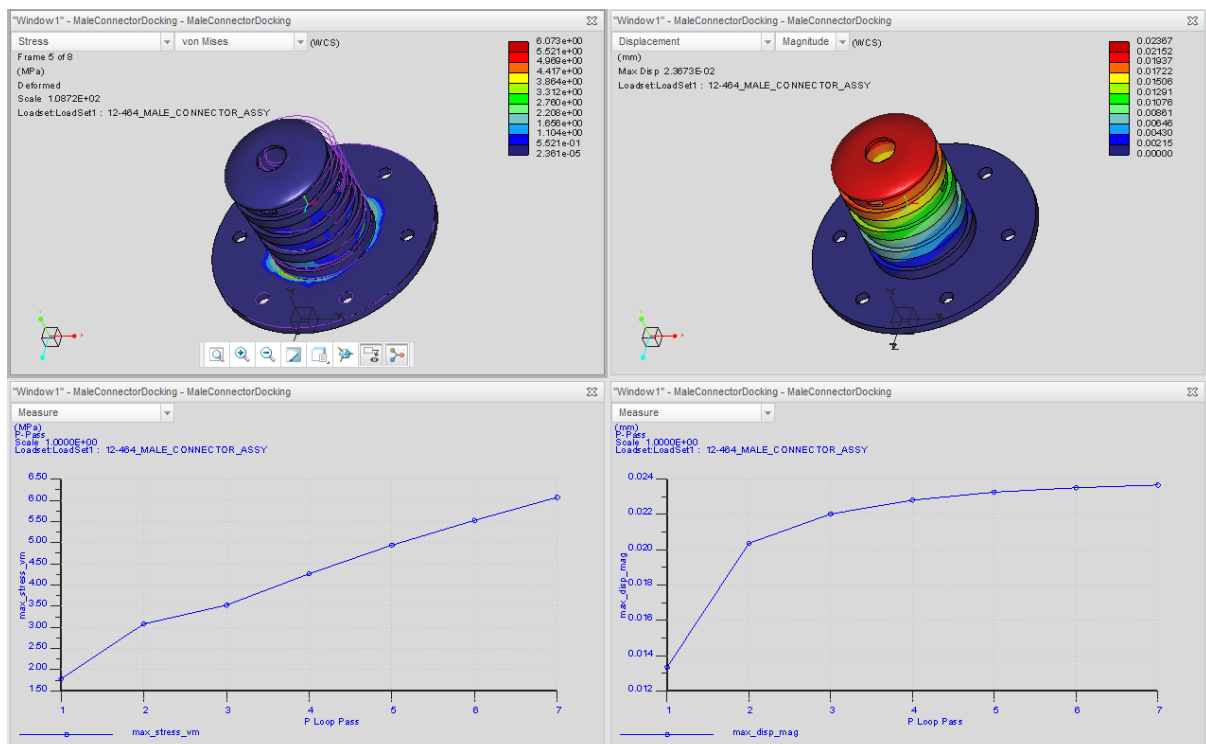 "Window1" - MaleConnectorDocking - MaleConnectorDocking
Stress
von Mises
(WCS)
Frame 5 of 8
(MPa)
Deformed
Scale 1.0872E+02
Loadset:LoadSet1 : 12-464_MALE_CONNECTOR_ASSY
6.073e+00
5.521e+00
4.969e+00
4.417e+00
3.864e+00
3.312e+00
2.760e+00
2.208e+00
1.656e+00
1.104e+00
5.521e-01
2.361e-05
"Window1" - MaleConnectorDocking - MaleConnectorDocking
Displacement
Magnitude
(WCS)
(mm)
Max Disp 2.3673E-02
Loadset:LoadSet1 : 12-464_MALE_CONNECTOR_ASSY
0.02367
0.02152
0.01937
0.01722
0.01506
0.01291
0.01076
0.00861
0.00646
0.00430
0.00215
0.00000
"Window1" - MaleConnectorDocking - MaleConnectorDocking
Measure
(MPa)
P-Pass
Scale 1.0000E+00
Loadset:LoadSet1 : 12-464_MALE_CONNECTOR_ASSY
6.50
6.00
5.50
5.00
4.50
4.00
3.50
3.00
2.50
2.00
1.50
max_stress_vm
1 2 3 4 5 6 7
P Loop Pass
max_stress_vm
"Window1" - MaleConnectorDocking - MaleConnectorDocking
Measure
(mm)
P-Pass
Scale 1.0000E+00
Loadset:LoadSet1 : 12-464_MALE_CONNECTOR_ASSY
0.024
0.022
0.020
0.018
0.016
0.014
0.012
max_disp_mag
1 2 3 4 5 6 7
P Loop Pass
max_disp_mag